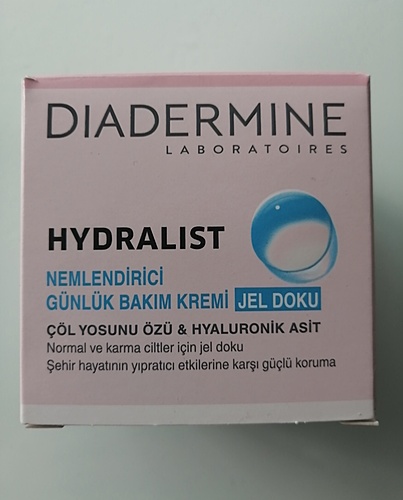 DIADERMINE
LABORATOIRES
HYDRALIST
NEMLENDİRİCİ
GÜNLÜK BAKIM KREMİ JEL DOKU
ÇÖL YOSUNU ÖZÜ & HYALURONİK ASİT
Normal ve karma ciltler için jel doku
Şehir hayatının yıpratıcı etkilerine karşı güçlü koruma